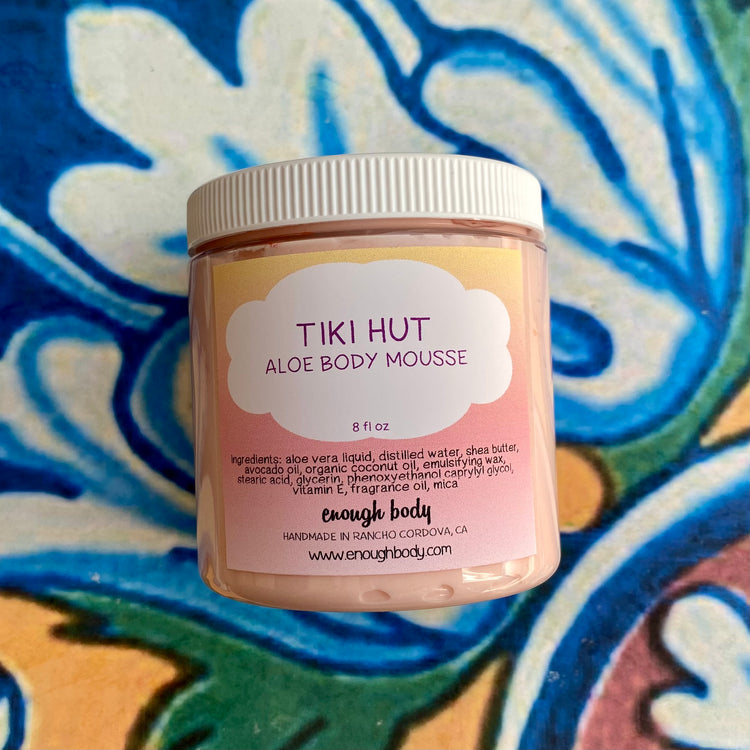 TIKI HUT
ALOE BODY MOUSSE
8 fl oz
Ingredients: aloe vera liquid, distilled water, shea butter,
avocado oil, organic coconut oil, emulsifying wax,
stearic acid, glycerin, phenoxyethanol caprylyl glycol,
vitamin E, fragrance oil, mica
enough body
HANDMADE IN RANCHO CORDOVA, CA
www.enoughbody.com